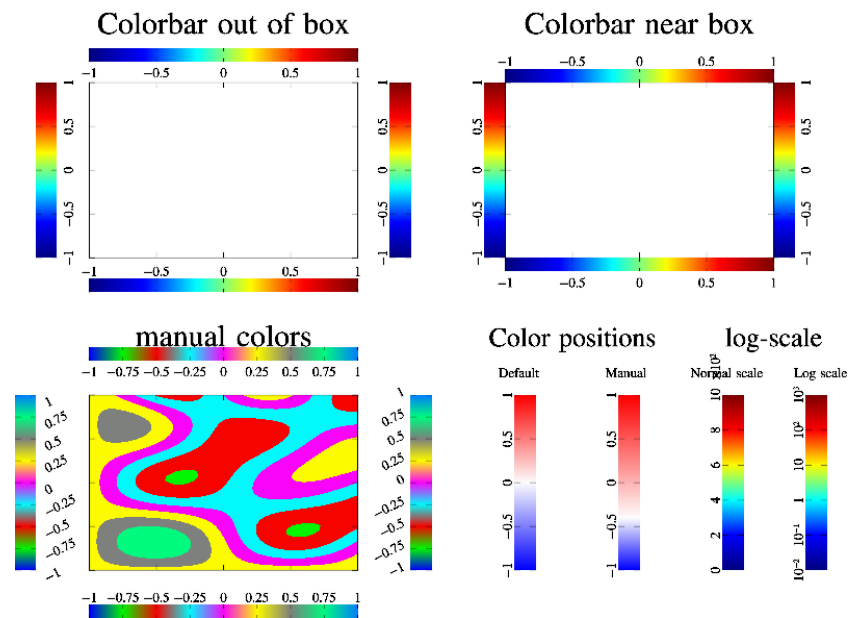 Colorbar out of box
−1 −0.5 0 0.5 1
−1 −0.5 0 0.5 1
−1 −0.5 0 0.5 1
−1 −0.5 0 0.5 1
Colorbar near box
−1 −0.5 0 0.5 1
−1 −0.5 0 0.5 1
−1 −0.5 0 0.5 1
−1 −0.5 0 0.5 1
manual colors
−1 −0.75 −0.5 −0.25 0 0.25 0.5 0.75 1
1 0.75 0.5 0.25 0 −0.25 −0.5 −0.75 −1
1 0.75 0.5 0.25 0 −0.25 −0.5 −0.75 −1
−1 −0.75 −0.5 −0.25 0 0.25 0.5 0.75 1
Color positions
Default
−1 −0.5 0 0.5 1
Manual
−1 −0.5 0 0.5 1
log-scale
Normal scale
0 2 4 6 8 10
Log scale
10⁻² 10⁻¹ 1 10 10² 10³